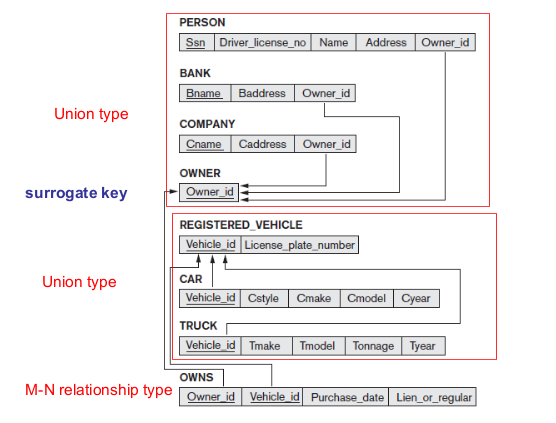 PERSON
Ssn Driver_license_no Name Address Owner_id
BANK
Bname Baddress Owner_id
Union type
COMPANY
Cname Caddress Owner_id
OWNER
surrogate key
Owner_id
REGISTERED_VEHICLE
Vehicle_id License_plate_number
Union type
CAR
Vehicle_id Cstyle Cmake Cmodel Cyear
TRUCK
Vehicle_id Tmake Tmodel Tonnage Tyear
OWNS
M-N relationship type
Owner_id Vehicle_id Purchase_date Lien_or_regular